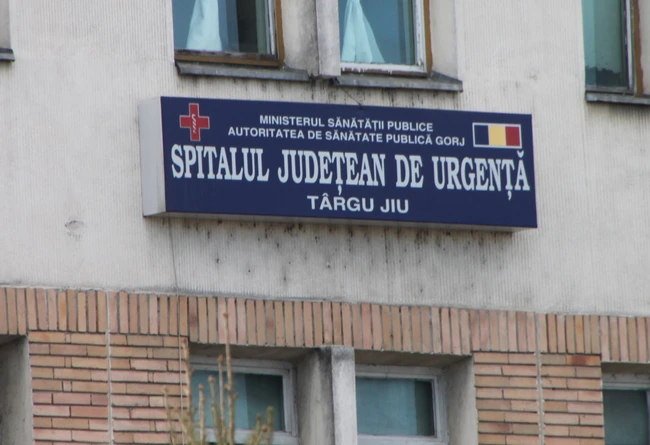 MINISTERUL SĂNĂTĂȚII PUBLICE
AUTORITATEA DE SĂNĂTATE PUBLICĂ GORJ
SPITALUL JUDEȚEAN DE URGENȚĂ
TÂRGU JIU